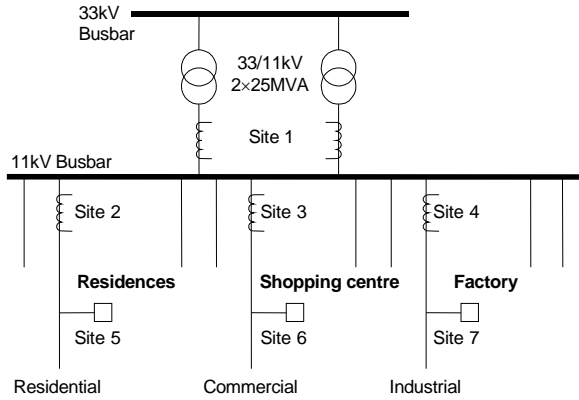 33kV
Busbar
33/11kV
2×25MVA
Site 1
11kV Busbar
Site 2
Site 3
Site 4
Residences
Shopping centre
Factory
Site 5
Site 6
Site 7
Residential
Commercial
Industrial